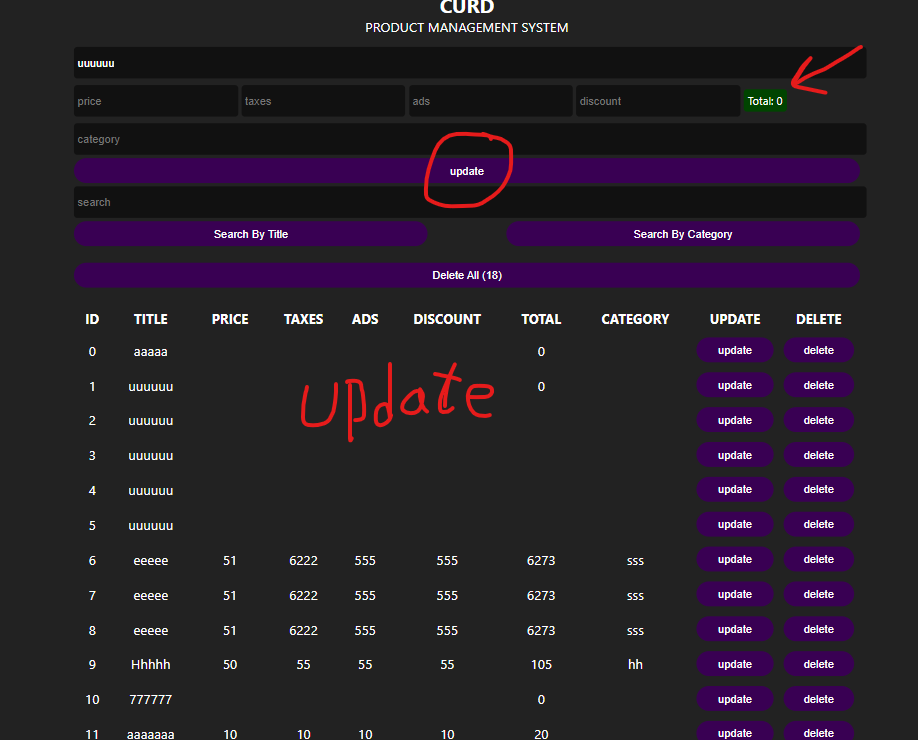 CURD
PRODUCT MANAGEMENT SYSTEM
uuuuuu
price taxes ads discount Total: 0
category
update
search
Search By Title Search By Category
Delete All (18)
ID TITLE PRICE TAXES ADS DISCOUNT TOTAL CATEGORY UPDATE DELETE
0 aaaaa 0 update delete
1 uuuuuu 0 update delete
update
2 uuuuuu update delete
3 uuuuuu update delete
4 uuuuuu update delete
5 uuuuuu update delete
6 eeeee 51 6222 555 555 6273 sss update delete
7 eeeee 51 6222 555 555 6273 sss update delete
8 eeeee 51 6222 555 555 6273 sss update delete
9 Hhhhh 50 55 55 55 105 hh update delete
10 777777 0 update delete
11 aaaaaaa 10 10 10 10 20 update delete